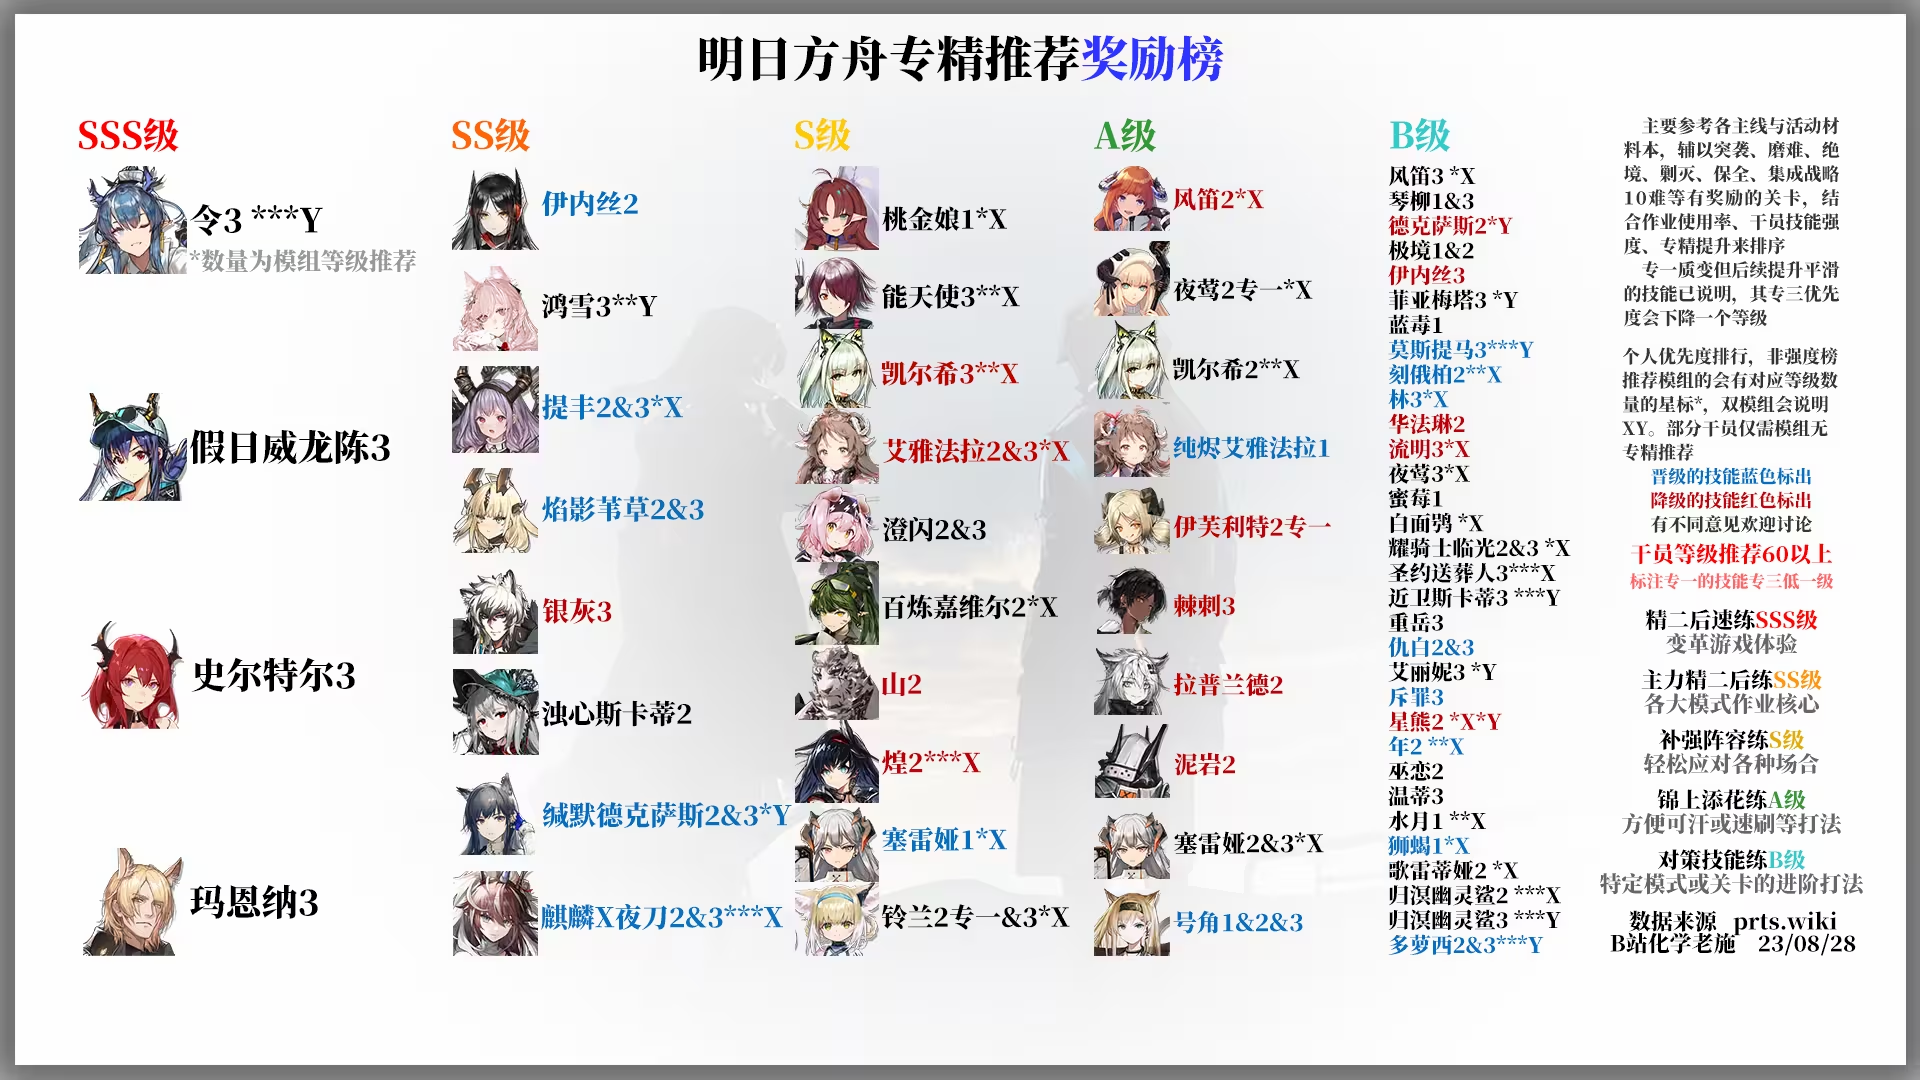 明日方舟专精推荐奖励榜
SSS级
令3 ***Y
*数量为模组等级推荐
假日威龙陈3
史尔特尔3
玛恩纳3
SS级
伊内丝2
鸿雪3**Y
提丰2&3*X
焰影苇草2&3
银灰3
浊心斯卡蒂2
缄默德克萨斯2&3*Y
麒麟X夜刀2&3***X
S级
桃金娘1*X
能天使3**X
凯尔希3**X
艾雅法拉2&3*X
澄闪2&3
百炼嘉维尔2*X
山2
煌2***X
塞雷娅1*X
铃兰2专一&3*X
A级
风笛2*X
夜莺2专一*X
凯尔希2**X
纯烬艾雅法拉1
伊芙利特2专一
棘刺3
拉普兰德2
泥岩2
塞雷娅2&3*X
号角1&2&3
B级
风笛3 *X
琴柳1&3
德克萨斯2*Y
极境1&2
伊内丝3
菲亚梅塔3 *Y
蓝毒1
莫斯提马3***Y
刻俄柏2**X
林3*X
华法琳2
流明3*X
夜莺3*X
蜜莓1
白面鸮 *X
耀骑士临光2&3 *X
圣约送葬人3***X
近卫斯卡蒂3 ***Y
重岳3
仇白2&3
艾丽妮3 *Y
斥罪3
星熊2 *X*Y
年2 **X
巫恋2
温蒂3
水月1 **X
狮蝎1*X
歌蕾蒂娅2 *X
归溟幽灵鲨2 ***X
归溟幽灵鲨3 ***Y
多萝西2&3***Y
主要参考各主线与活动材
料本，辅以突袭、磨难、绝
境、剿灭、保全、集成战略
10难等有奖励的关卡，结
合作业使用率、干员技能强
度、专精提升来排序
专一质变但后续提升平滑
的技能已说明，其专三优先
度会下降一个等级
个人优先度排行，非强度榜
推荐模组的会有对应等级数
量的星标*，双模组会说明
XY。部分干员仅需模组无
专精推荐
晋级的技能蓝色标出
降级的技能红色标出
有不同意见欢迎讨论
干员等级推荐60以上
标注专一的技能专三低一级
精二后速练SSS级
变革游戏体验
主力精二后练SS级
各大模式作业核心
补强阵容练S级
轻松应对各种场合
锦上添花练A级
方便可汗或速刷等打法
对策技能练B级
特定模式或关卡的进阶打法
数据来源 prts.wiki
B站化学老施 23/08/28